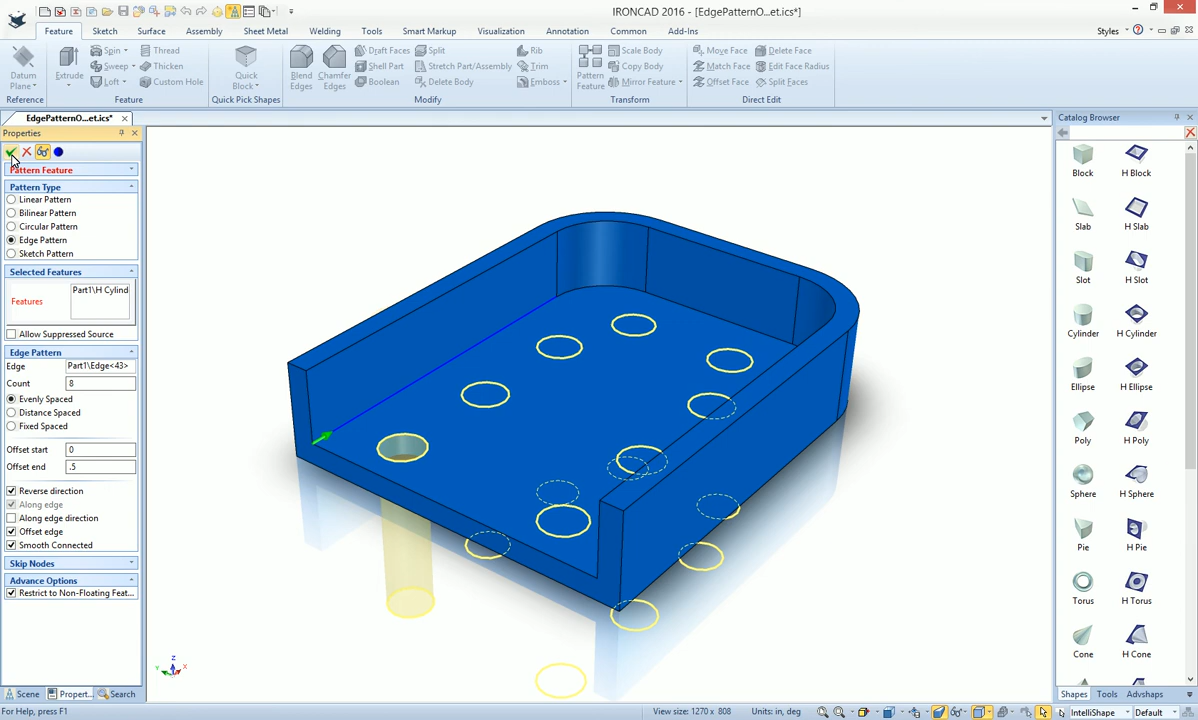 IRONCAD 2016 - [EdgePatternO...et.ics*]
Feature Sketch Surface Assembly Sheet Metal Welding Tools Smart Markup Visualization Annotation Common Add-Ins Styles
Spin Thread Draft Faces Split Rib Scale Body Move Face Delete Face
Sweep Thicken Shell Part Stretch Part/Assembly Trim Copy Body Match Face Edit Face Radius
Loft Custom Hole Boolean Delete Body Emboss Mirror Feature Offset Face Split Faces
Datum Plane Extrude Quick Block Blend Edges Chamfer Edges Pattern Feature
Reference Feature Quick Pick Shapes Modify Transform Direct Edit
EdgePatternO...et.ics*
Properties
Pattern Feature
Pattern Type
Linear Pattern
Bilinear Pattern
Circular Pattern
Edge Pattern
Sketch Pattern
Selected Features
Features Part1\H Cylind
Allow Suppressed Source
Edge Pattern
Edge Part1\Edge<43>
Count 8
Evenly Spaced
Distance Spaced
Fixed Spaced
Offset start 0
Offset end .5
Reverse direction
Along edge
Along edge direction
Offset edge
Smooth Connected
Skip Nodes
Advance Options
Restrict to Non-Floating Feat...
Z
Y X
Catalog Browser
Block H Block
Slab H Slab
Slot H Slot
Cylinder H Cylinder
Ellipse H Ellipse
Poly H Poly
Sphere H Sphere
Pie H Pie
Torus H Torus
Cone H Cone
Scene Propert... Search
Shapes Tools Advshaps
For Help, press F1 View size: 1270 x 808 Units: in, deg IntelliShape Default